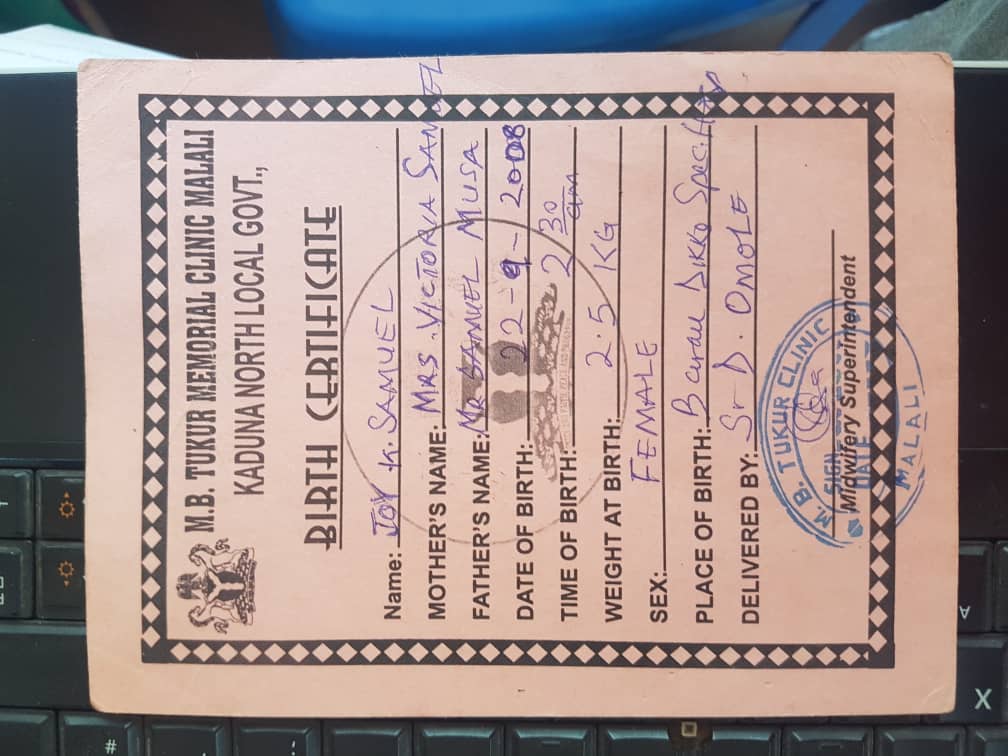 M.B. TUKUR MEMORIAL CLINIC MALALI
KADUNA NORTH LOCAL GOVT.,
BIRTH CERTIFICATE
Name: JOY K. SAMUEL
MOTHER'S NAME: MRS. VICTORIA SAMUEL
FATHER'S NAME: Mr SAMUEL MUSA
DATE OF BIRTH: 22-9-2008
TIME OF BIRTH: 2 30 am
WEIGHT AT BIRTH: 2.5 KG
SEX: FEMALE
PLACE OF BIRTH: Dikko Spec. Hosp
DELIVERED BY: Sr D. OMOLE
M.B. TUKUR CLINIC
SIGN
DATE
Midwifery Superintendent
MALALI
#
A
X